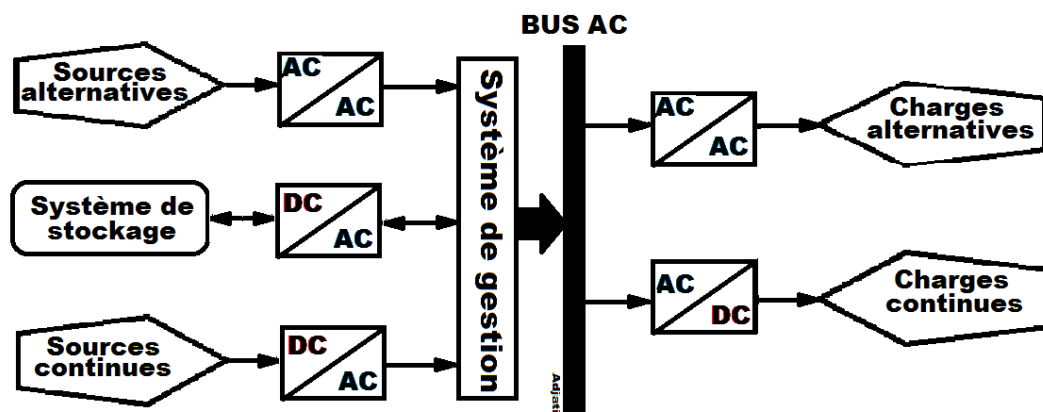 BUS AC
Sources
alternatives
AC
AC
Système de gestion
AC
AC
Charges
alternatives
Système de
stockage
DC
AC
Sources
continues
DC
AC
AC
DC
Charges
continues
Adjati